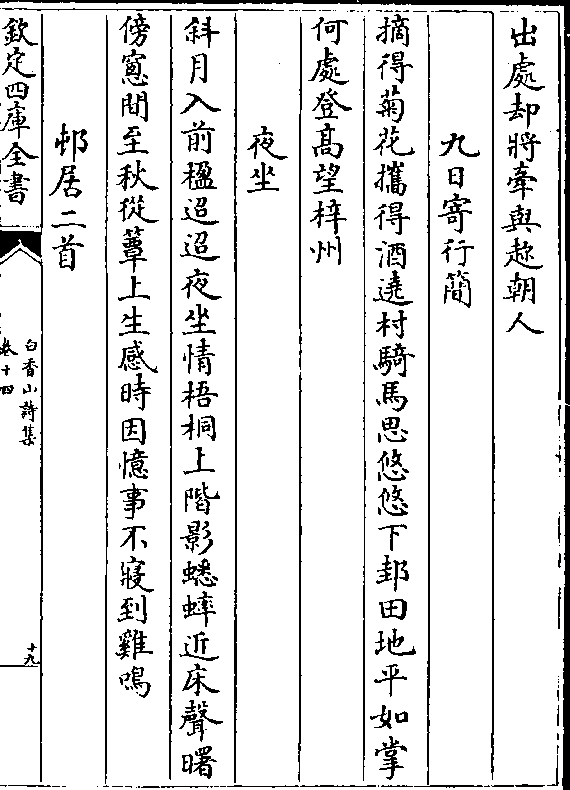 出處却將牽與趂朝人
九日寄行簡
摘得菊花攜得酒遶村騎馬思悠悠下邽田地平如掌
何處登髙望梓州
夜坐
斜月入前楹迢迢夜坐情梧桐上階影蟋蟀近床聲曙
傍窻間至秋從簟上生感時因憶事不寢到雞鳴
邨居二首
欽定四庫全書
白香山詩集
卷十四
十九